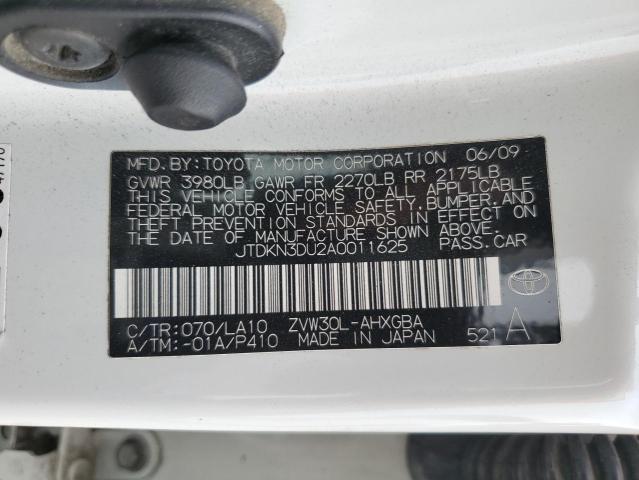 MFD.BY:TOYOTA MOTOR CORPORATION 06/09
GVWR 3980LB GAWR FR 2270LB RR 2175LB
THIS VEHICLE CONFORMS TO ALL APPLICABLE
FEDERAL MOTOR VEHICLE SAFETY,BUMPER,AND
THEFT PREVENTION STANDARDS IN EFFECT ON
THE DATE OF MANUFACTURE SHOWN ABOVE.
JTDKN3DU2A0011625 PASS.CAR
C/TR:070/LA10 ZVW30L-AHXGBA
A/TM:-01A/P410 MADE IN JAPAN 521 A